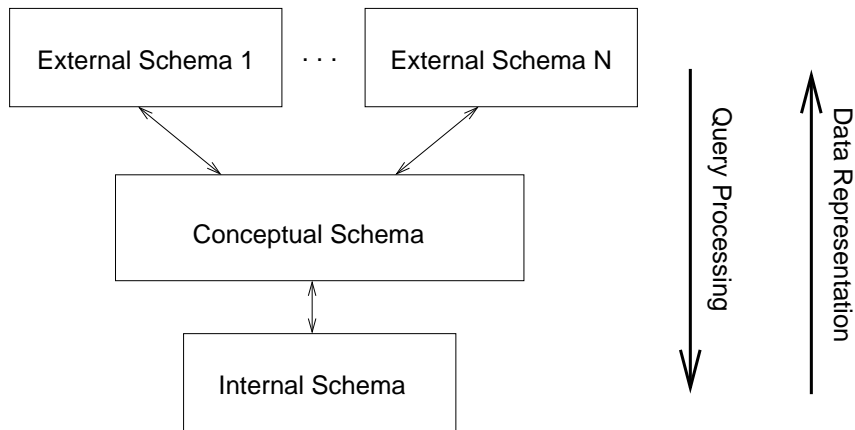 External Schema 1
. . .
External Schema N
Conceptual Schema
Internal Schema
Query Processing
Data Representation